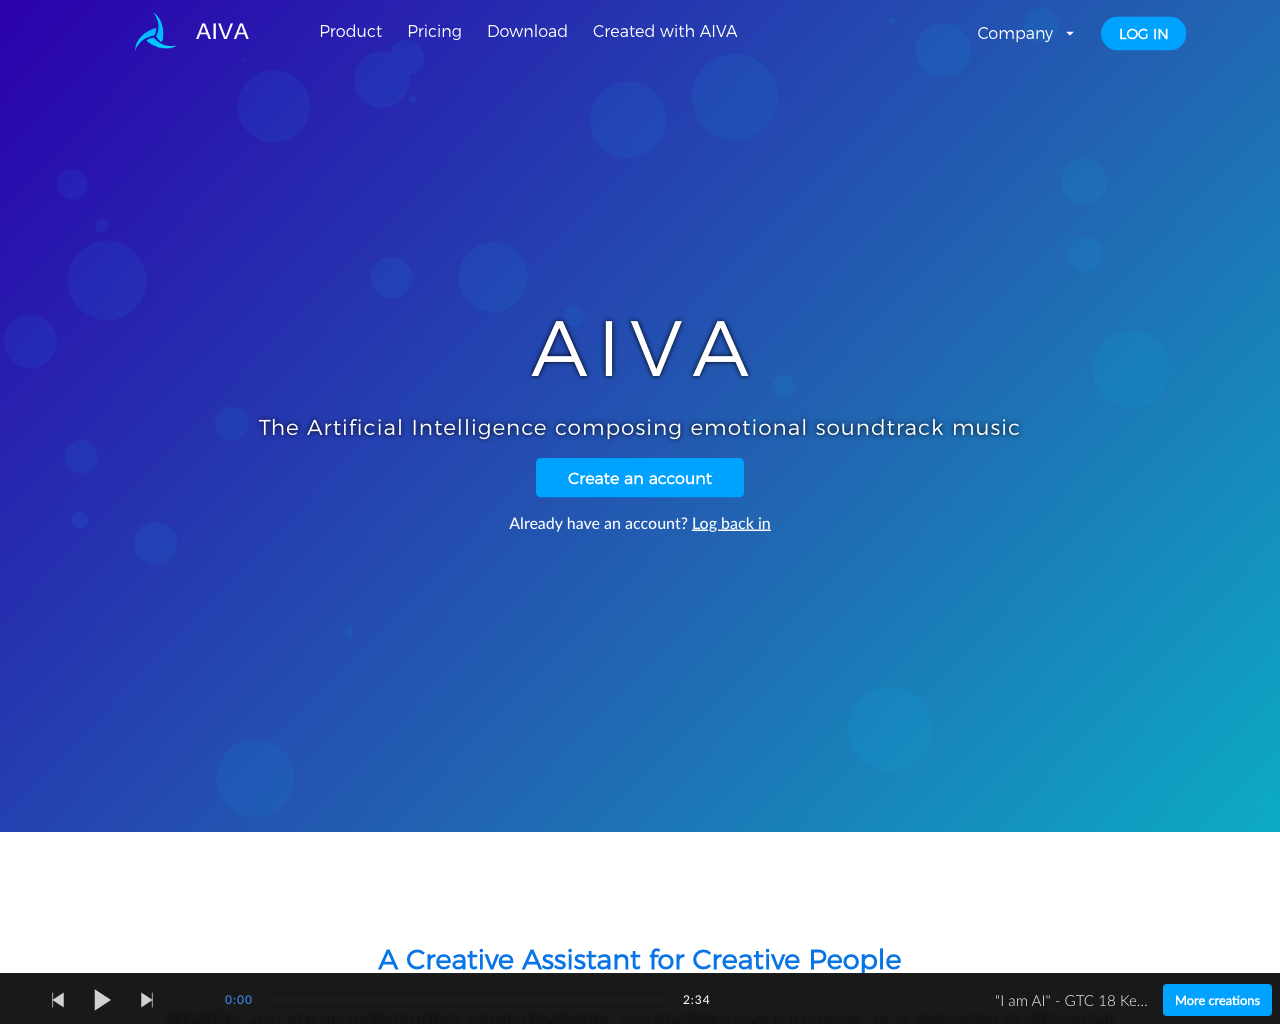 AIVA
Product
Pricing
Download
Created with AIVA
Company
LOG IN
AIVA
The Artificial Intelligence composing emotional soundtrack music
Create an account
Already have an account? Log back in
A Creative Assistant for Creative People
0:00
2:34
"I am AI" - GTC 18 Ke...
More creations